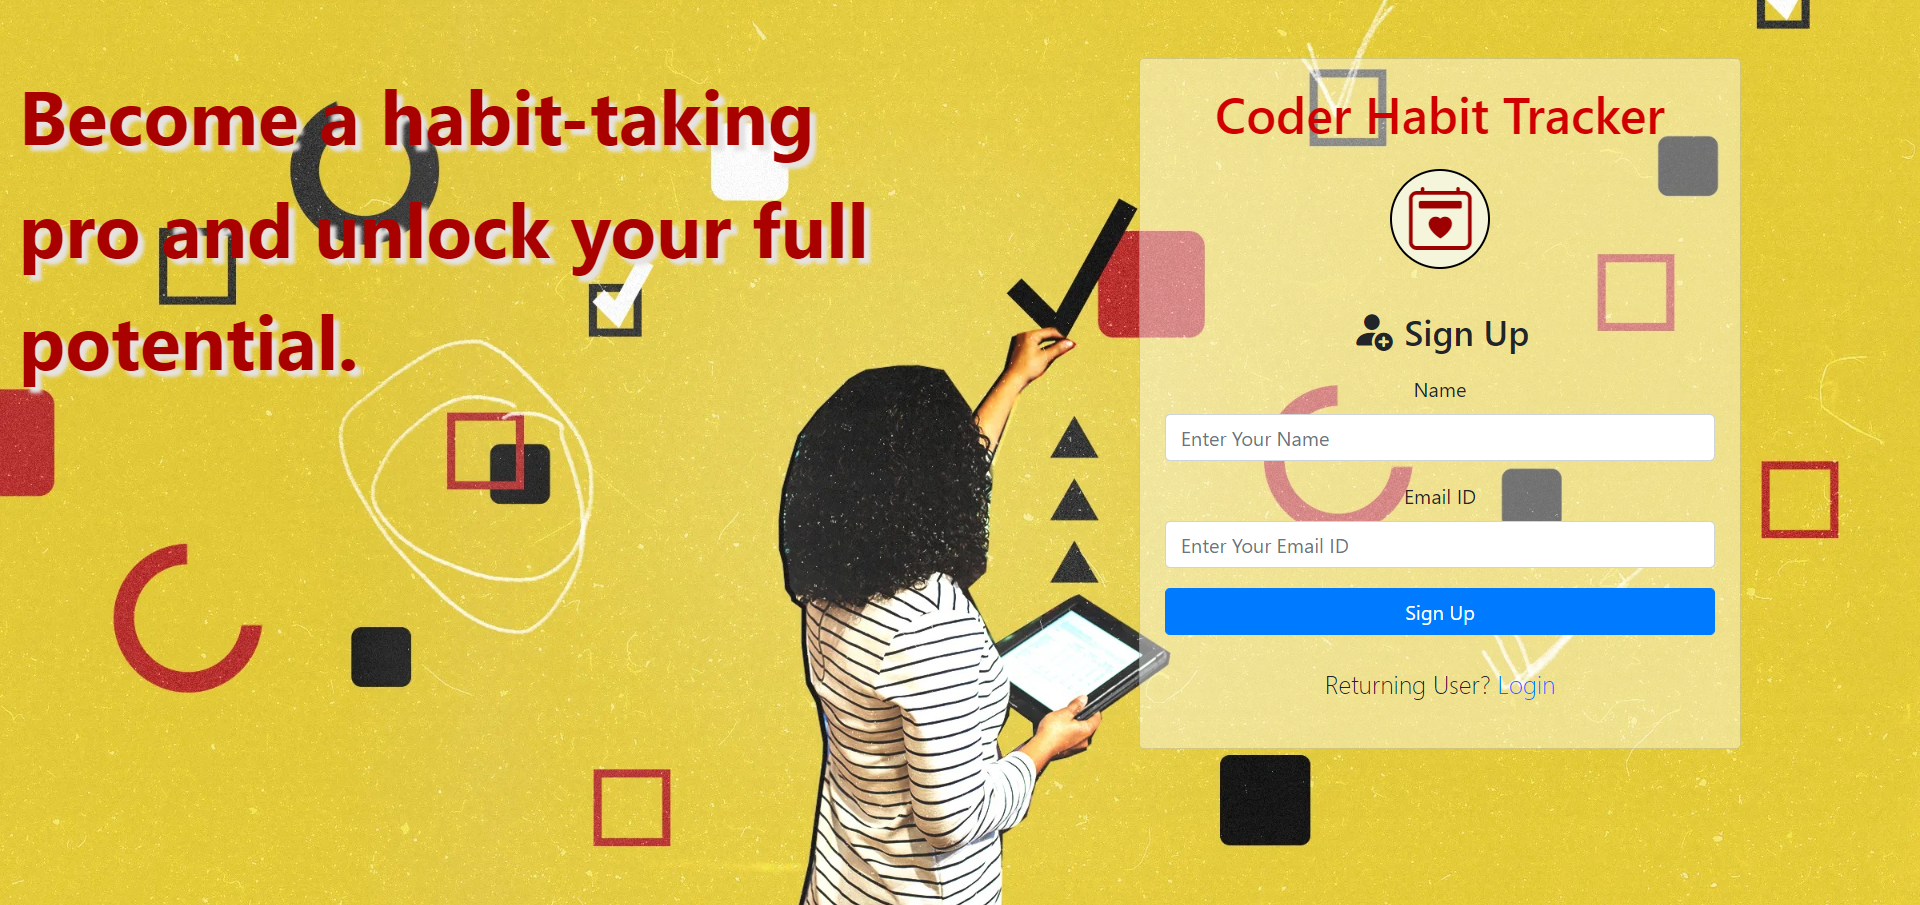 Become a habit-taking
pro and unlock your full
potential.
Coder Habit Tracker
Sign Up
Name
Enter Your Name
Email ID
Enter Your Email ID
Sign Up
Returning User? Login